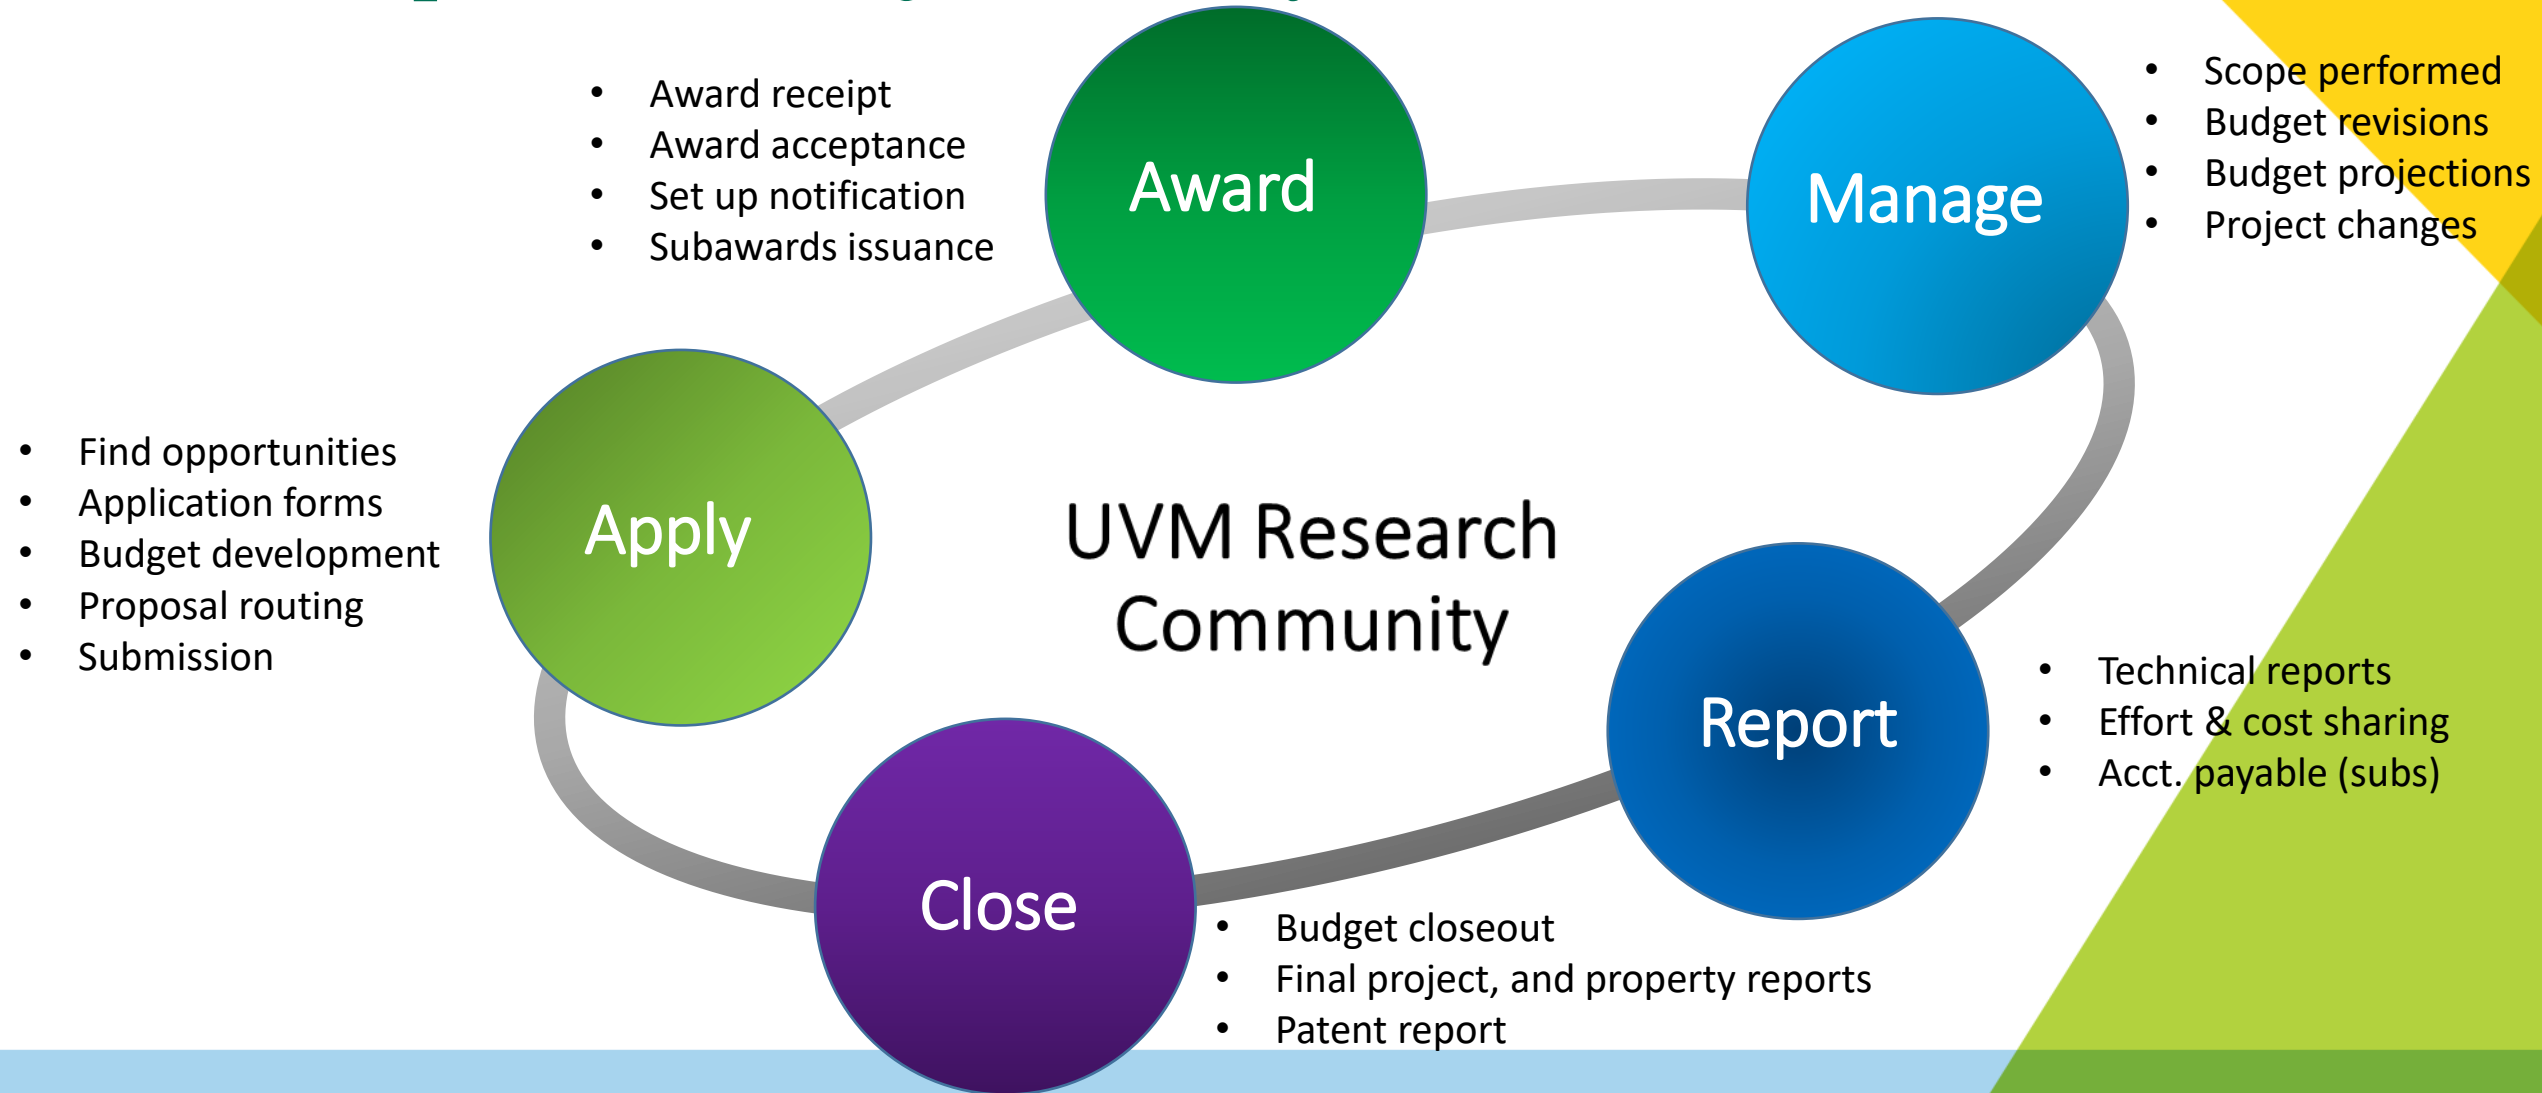 Award
• Award receipt
• Award acceptance
• Set up notification
• Subawards issuance
Manage
• Scope performed
• Budget revisions
• Budget projections
• Project changes
Apply
• Find opportunities
• Application forms
• Budget development
• Proposal routing
• Submission
UVM Research
Community
Report
• Technical reports
• Effort & cost sharing
• Acct. payable (subs)
Close
• Budget closeout
• Final project, and property reports
• Patent report